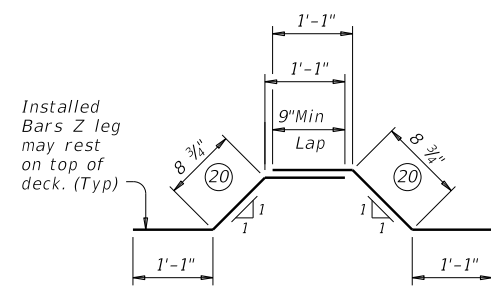 1'-1"
1'-1"
9"Min
Lap
Installed
Bars Z leg
may rest
on top of
deck. (Typ)
8 3/4"
20
8 3/4"
20
1
1
1
1
1'-1"
1'-1"